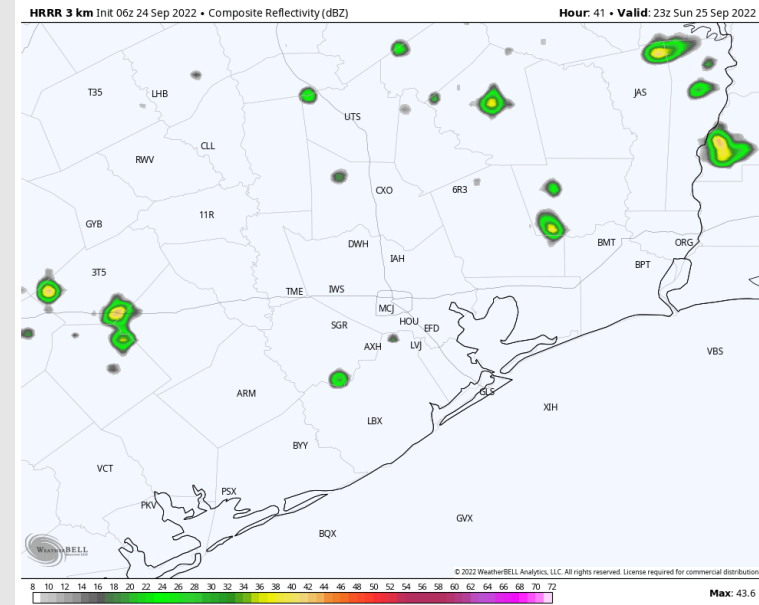 HRRR 3 km Init 06z 24 Sep 2022 • Composite Reflectivity (dBZ)
Hour: 41 • Valid: 23z Sun 25 Sep 2022
T35
LHB
UTS
JAS
CLL
RWV
CXO
6R3
GYB
11R
DWH
IAH
BMT
ORG
BPT
3T5
TME
IWS
MCJ
SGR
HOU
EFD
AXH
LVJ
VBS
ARM
GLS
XIH
LBX
BYY
VCT
PSX
PKV
GVX
BQX
WEATHERBELL
© 2022 WeatherBELL Analytics, LLC. All rights reserved. License required for commercial distribution
8 10 12 14 16 18 20 22 24 26 28 30 32 34 36 38 40 42 44 46 48 50 52 54 56 58 60 62 64 66 68 70 72
Max: 43.6